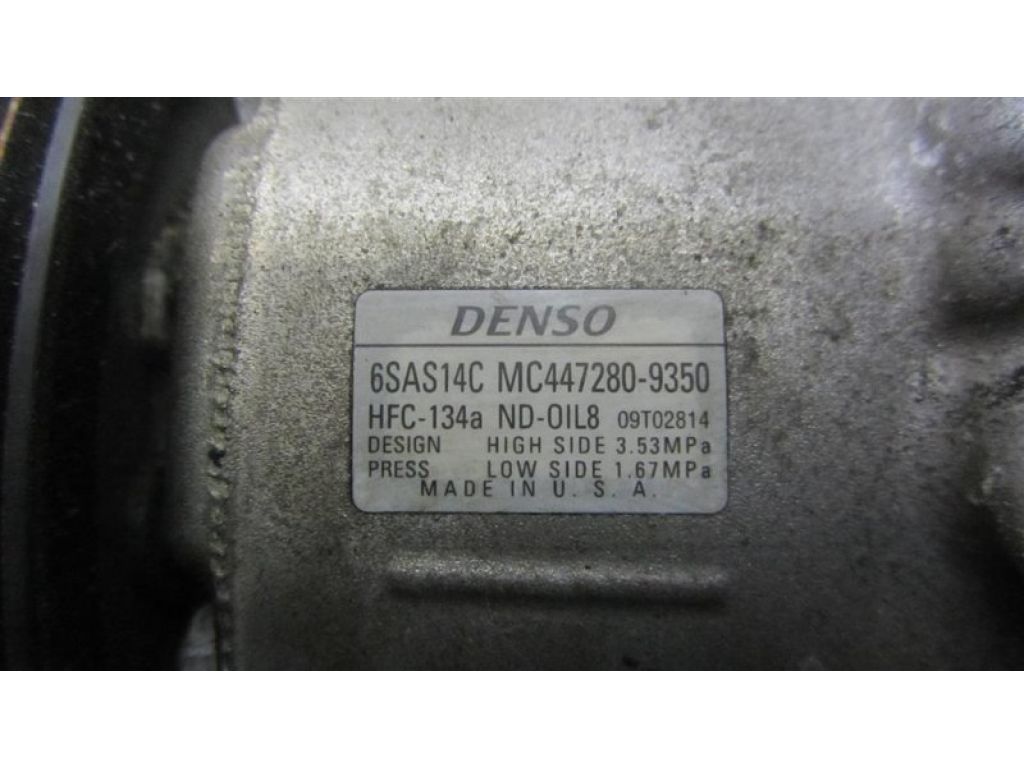 DENSO
6SAS14C MC447280-9350
HFC-134a ND-OIL8 09T02814
DESIGN HIGH SIDE 3.53MPa
PRESS LOW SIDE 1.67MPa
MADE IN U.S.A.